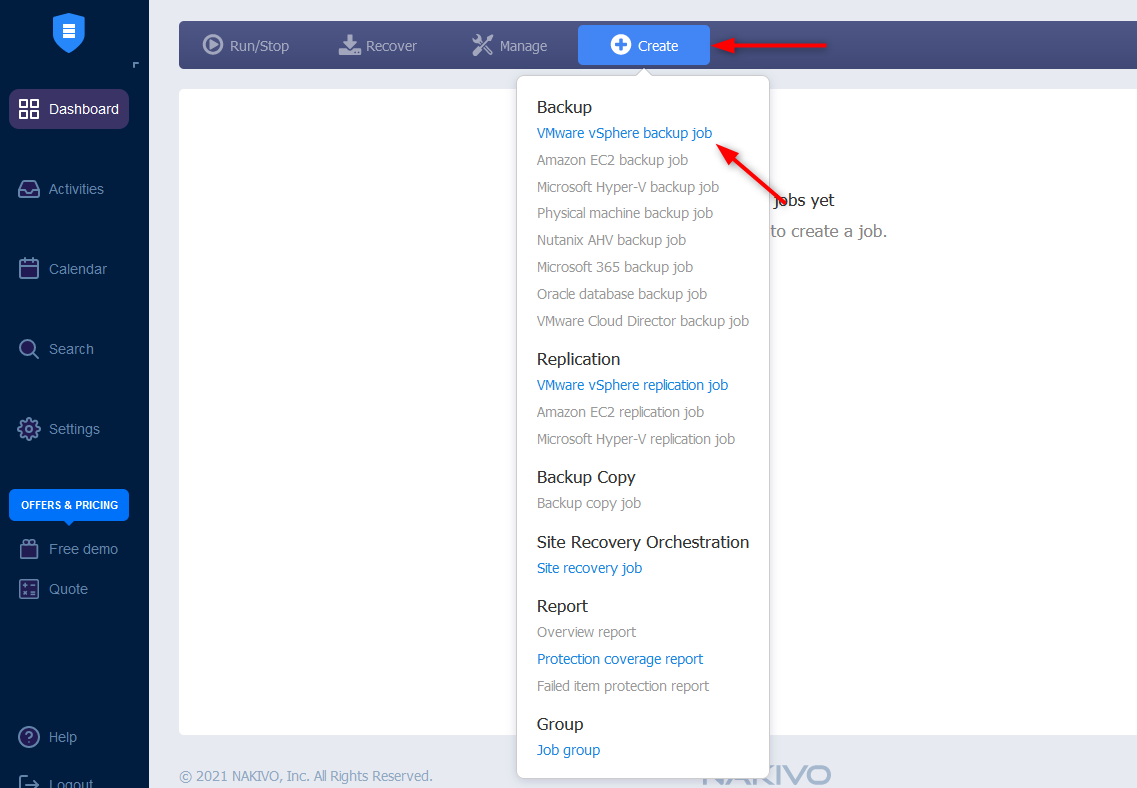 Run/Stop
Recover
Manage
Create
Dashboard
Activities
Calendar
Search
Settings
OFFERS & PRICING
Free demo
Quote
Help
Logout
Backup
VMware vSphere backup job
Amazon EC2 backup job
Microsoft Hyper-V backup job
Physical machine backup job
Nutanix AHV backup job
Microsoft 365 backup job
Oracle database backup job
VMware Cloud Director backup job
Replication
VMware vSphere replication job
Amazon EC2 replication job
Microsoft Hyper-V replication job
Backup Copy
Backup copy job
Site Recovery Orchestration
Site recovery job
Report
Overview report
Protection coverage report
Failed item protection report
Group
Job group
jobs yet
to create a job.
© 2021 NAKIVO, Inc. All Rights Reserved.
NAKIVO